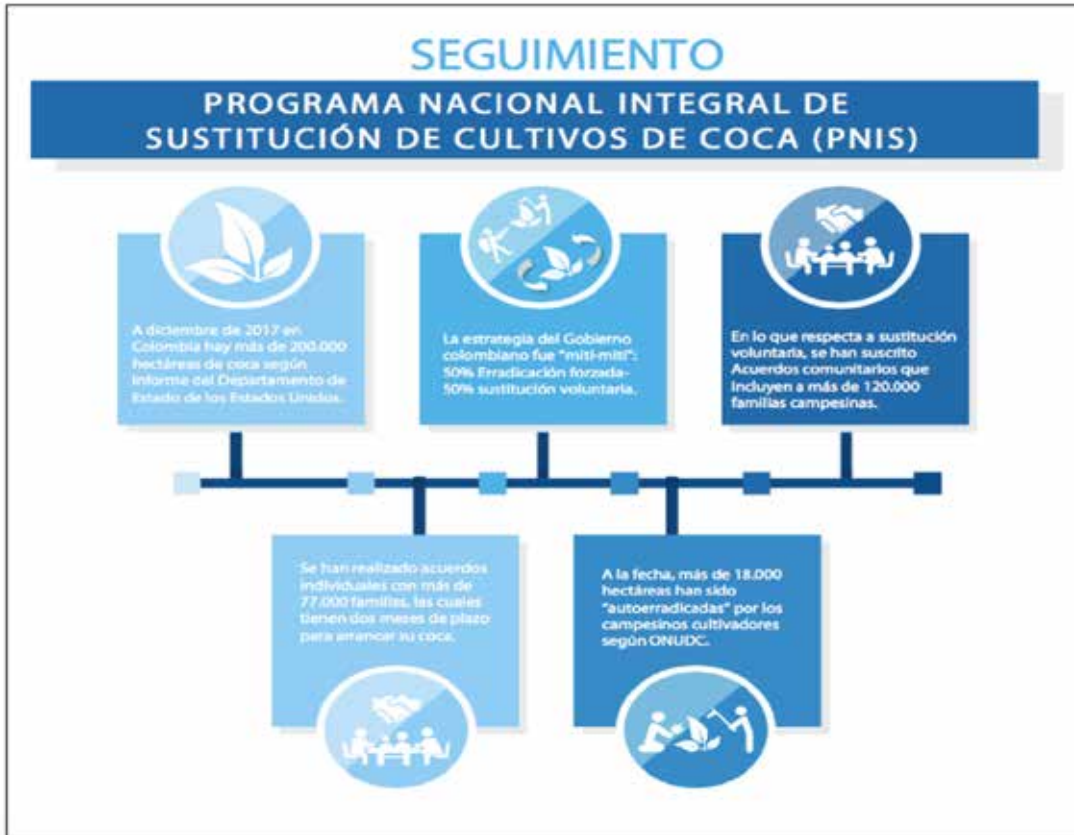 SEGUIMIENTO
PROGRAMA NACIONAL INTEGRAL DE
SUSTITUCIÓN DE CULTIVOS DE COCA (PNIS)
A diciembre de 2017 en
Colombia hay más de 200.000
hectáreas de coca según
informe del Departamento de
Estado de los Estados Unidos.
La estrategia del Gobierno
colombiano fue "miti-miti":
50% Erradicación forzada-
50% sustitución voluntaria.
En lo que respecta a sustitución
voluntaria, se han suscrito
Acuerdos comunitarios que
incluyen a más de 120.000
familias campesinas.
Se han realizado acuerdos
individuales con más de
77.000 familias, las cuales
tienen dos meses de plazo
para arrancar su coca.
A la fecha, más de 18.000
hectáreas han sido
"autoerradicadas" por los
campesinos cultivadores
según ONUDC.